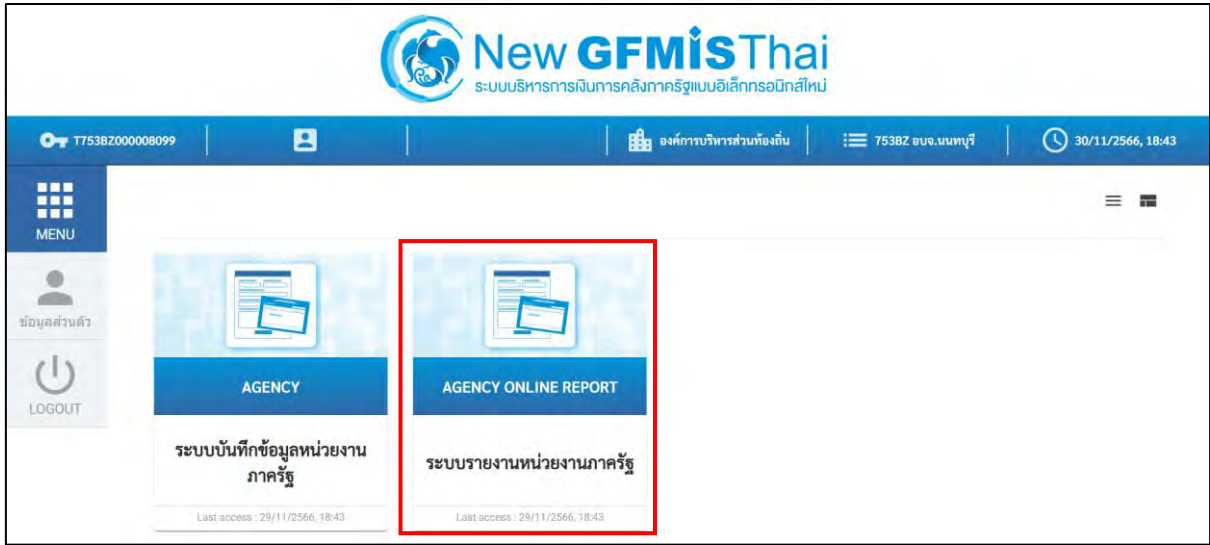 New GFMISThai
ระบบบริหารการเงินการคลังภาครัฐแบบอิเล็กทรอนิกส์ใหม่
T753BZ000008099
องค์การบริหารส่วนท้องถิ่น
753BZ อบจ.นนทบุรี
30/11/2566, 18:43
MENU
ข้อมูลส่วนตัว
LOGOUT
AGENCY
ระบบบันทึกข้อมูลหน่วยงาน
ภาครัฐ
Last access : 29/11/2566, 18:43
AGENCY ONLINE REPORT
ระบบรายงานหน่วยงานภาครัฐ
Last access : 29/11/2566, 18:43